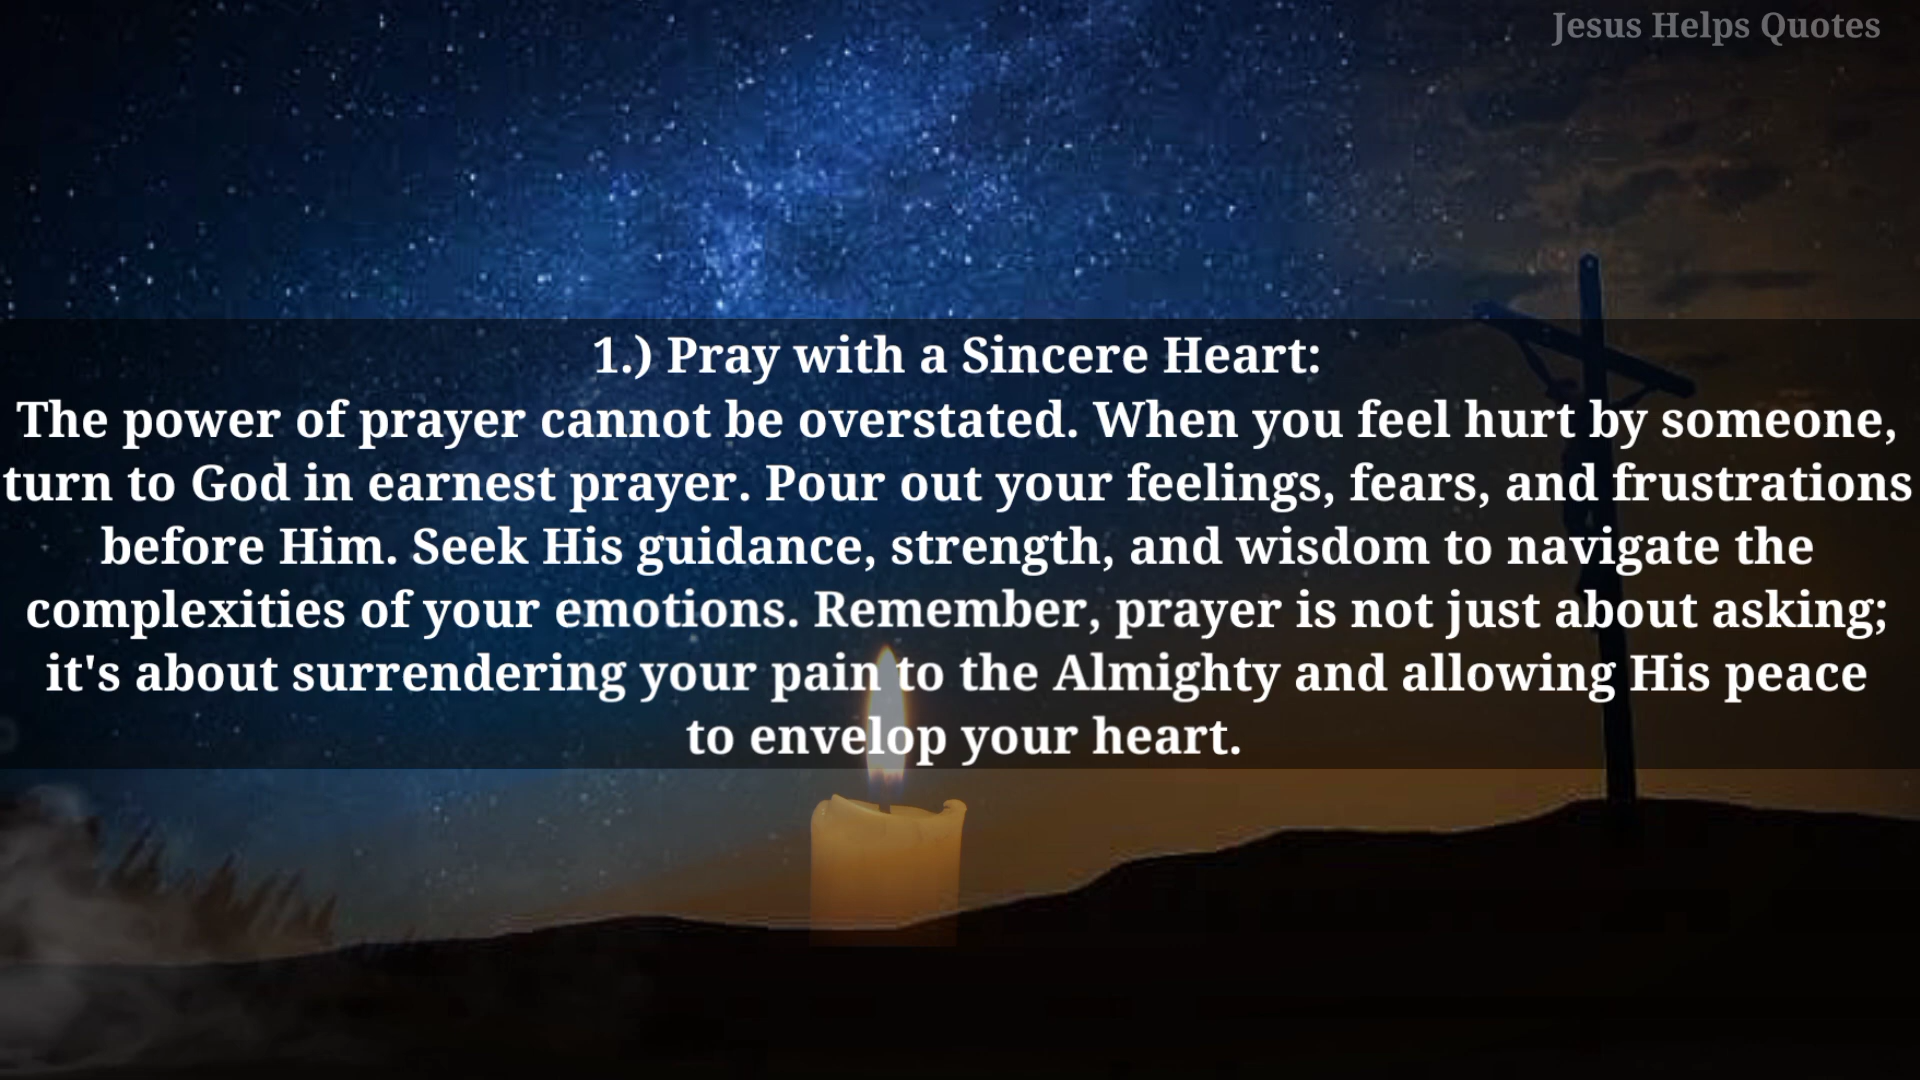 Jesus Helps Quotes
1.) Pray with a Sincere Heart:
The power of prayer cannot be overstated. When you feel hurt by someone,
turn to God in earnest prayer. Pour out your feelings, fears, and frustrations
before Him. Seek His guidance, strength, and wisdom to navigate the
complexities of your emotions. Remember, prayer is not just about asking;
it's about surrendering your pain to the Almighty and allowing His peace
to envelop your heart.